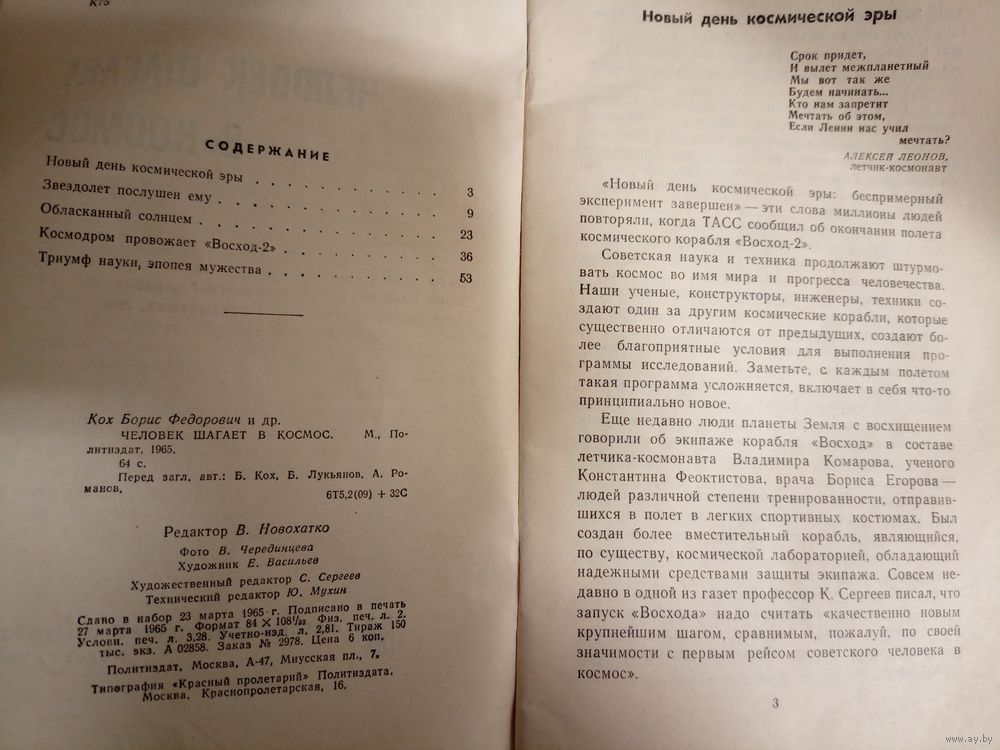 К75
СОДЕРЖАНИЕ
Новый день космической эры . . . . . . . . . . 3
Звездолет послушен ему . . . . . . . . . . . 9
Обласканный солнцем . . . . . . . . . . . . 23
Космодром провожает «Восход-2» . . . . . . . . 36
Триумф науки, эпопея мужества . . . . . . . . . 53
Кох Борис Федорович и др.
ЧЕЛОВЕК ШАГАЕТ В КОСМОС. М., По-
литиздат, 1965.
64 с.
Перед загл. авт.: Б. Кох, Б. Лукьянов, А. Ро-
манов.
6Т5,2(09) + 32С
Редактор В. Новохатко
Фото В. Черединцева
Художник Е. Васильев
Художественный редактор С. Сергеев
Технический редактор Ю. Мухин
Сдано в набор 23 марта 1965 г. Подписано в печать
27 марта 1965 г. Формат 84 × 108 1/32 Физ. печ. л. 2.
Условн. печ. л. 3,28. Учетно-изд. л. 2,81. Тираж 150
тыс. экз. А 02858. Заказ № 2978. Цена 6 коп.
Политиздат, Москва, А-47, Миусская пл., 7.
Типография «Красный пролетарий» Политиздата.
Москва. Краснопролетарская, 16.
Новый день космической эры
Срок придет,
И вылет межпланетный
Мы вот так же
Будем начинать...
Кто нам запретит
Мечтать об этом,
Если Ленин нас учил
мечтать?
АЛЕКСЕЙ ЛЕОНОВ,
летчик-космонавт
«Новый день космической эры: беспримерный
эксперимент завершен» — эти слова миллионы людей
повторяли, когда ТАСС сообщил об окончании полета
космического корабля «Восход-2».
Советская наука и техника продолжают штурмо-
вать космос во имя мира и прогресса человечества.
Наши ученые, конструкторы, инженеры, техники со-
здают один за другим космические корабли, которые
существенно отличаются от предыдущих, создают бо-
лее благоприятные условия для выполнения про-
граммы исследований. Заметьте, с каждым полетом
такая программа усложняется, включает в себя что-то
принципиально новое.
Еще недавно люди планеты Земля с восхищением
говорили об экипаже корабля «Восход» в составе
летчика-космонавта Владимира Комарова, ученого
Константина Феоктистова, врача Бориса Егорова —
людей различной степени тренированности, отправив-
шихся в полет в легких спортивных костюмах. Был
создан более вместительный корабль, являющийся,
по существу, космической лабораторией, обладающий
надежными средствами защиты экипажа. Совсем не-
давно в одной из газет профессор К. Сергеев писал, что
запуск «Восхода» надо считать «качественно новым
крупнейшим шагом, сравнимым, пожалуй, по своей
значимости с первым рейсом советского человека в
космос».
3
www.ay.by